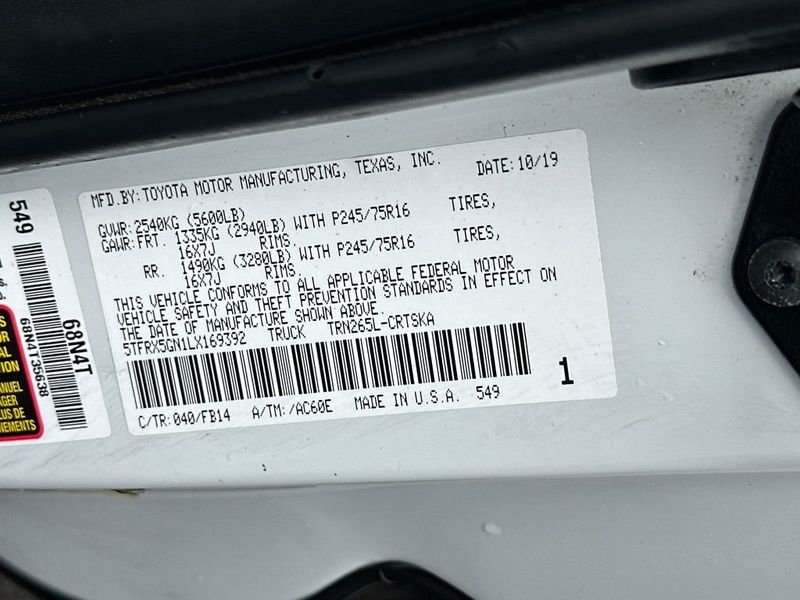 MFD.BY:TOYOTA MOTOR MANUFACTURING, TEXAS, INC. DATE:10/19
GVWR:2540KG (5600LB)
GAWR:FRT. 1335KG (2940LB) WITH P245/75R16 TIRES,
16X7J RIMS.
RR. 1490KG (3280LB) WITH P245/75R16 TIRES,
16X7J RIMS.
THIS VEHICLE CONFORMS TO ALL APPLICABLE FEDERAL MOTOR
VEHICLE SAFETY AND THEFT PREVENTION STANDARDS IN EFFECT ON
THE DATE OF MANUFACTURE SHOWN ABOVE.
5TFRX5GN1LX169392 TRUCK TRN265L-CRTSKA
1
C/TR:040/FB14 A/TM:/AC60E MADE IN U.S.A. 549
549
68N4T
68N4T35638
MANUEL
PLUS DE